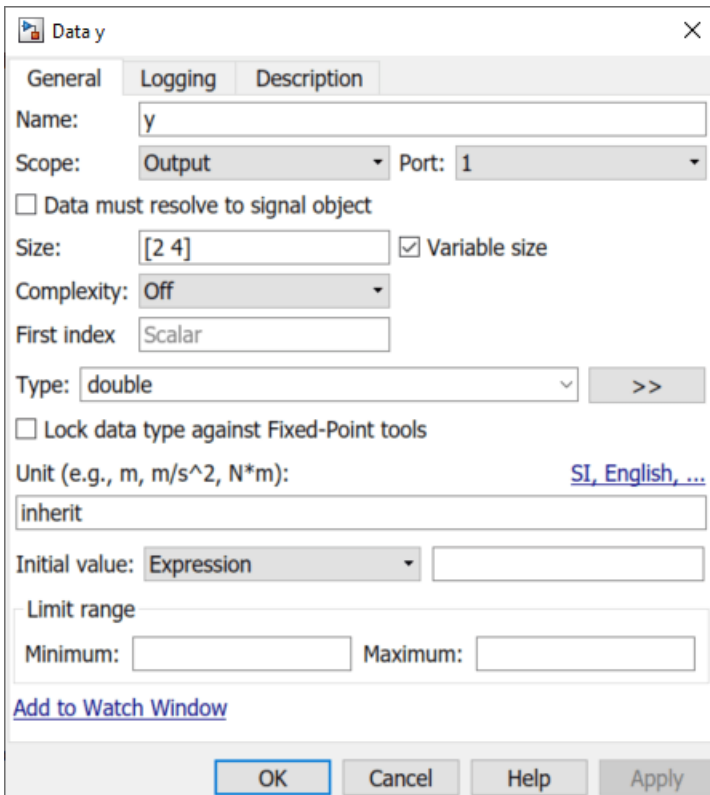 Data y
General Logging Description
Name: y
Scope: Output Port: 1
Data must resolve to signal object
Size: [2 4] Variable size
Complexity: Off
First index Scalar
Type: double >>
Lock data type against Fixed-Point tools
Unit (e.g., m, m/s^2, N*m): SI, English, ...
inherit
Initial value: Expression
Limit range
Minimum: Maximum:
Add to Watch Window
OK Cancel Help Apply